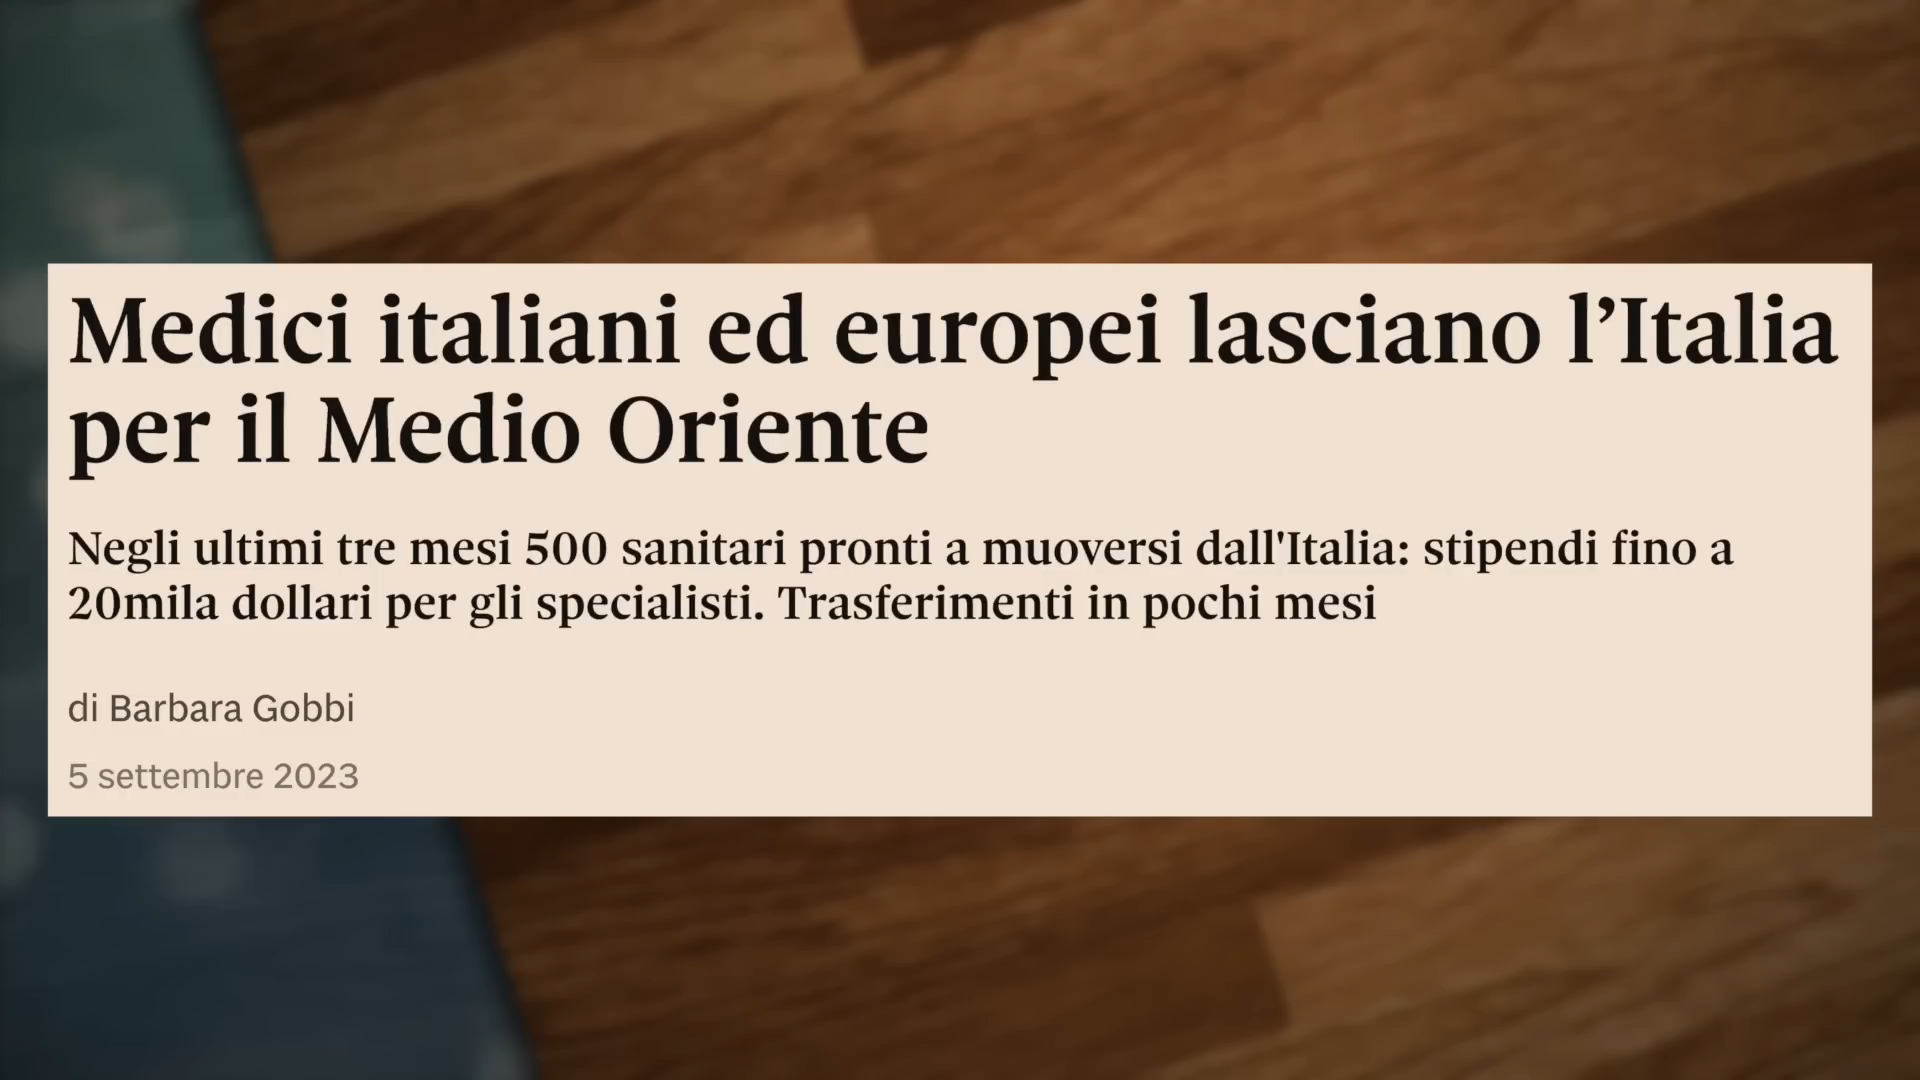 Medici italiani ed europei lasciano l’Italia
per il Medio Oriente
Negli ultimi tre mesi 500 sanitari pronti a muoversi dall'Italia: stipendi fino a
20mila dollari per gli specialisti. Trasferimenti in pochi mesi
di Barbara Gobbi
5 settembre 2023